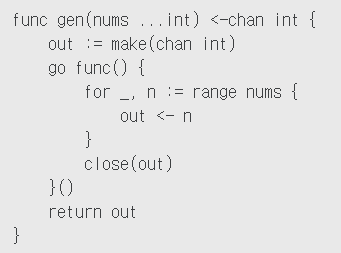 func gen(nums ...int) <-chan int {
    out := make(chan int)
    go func() {
        for _, n := range nums {
            out <- n
        }
        close(out)
    }()
    return out
}